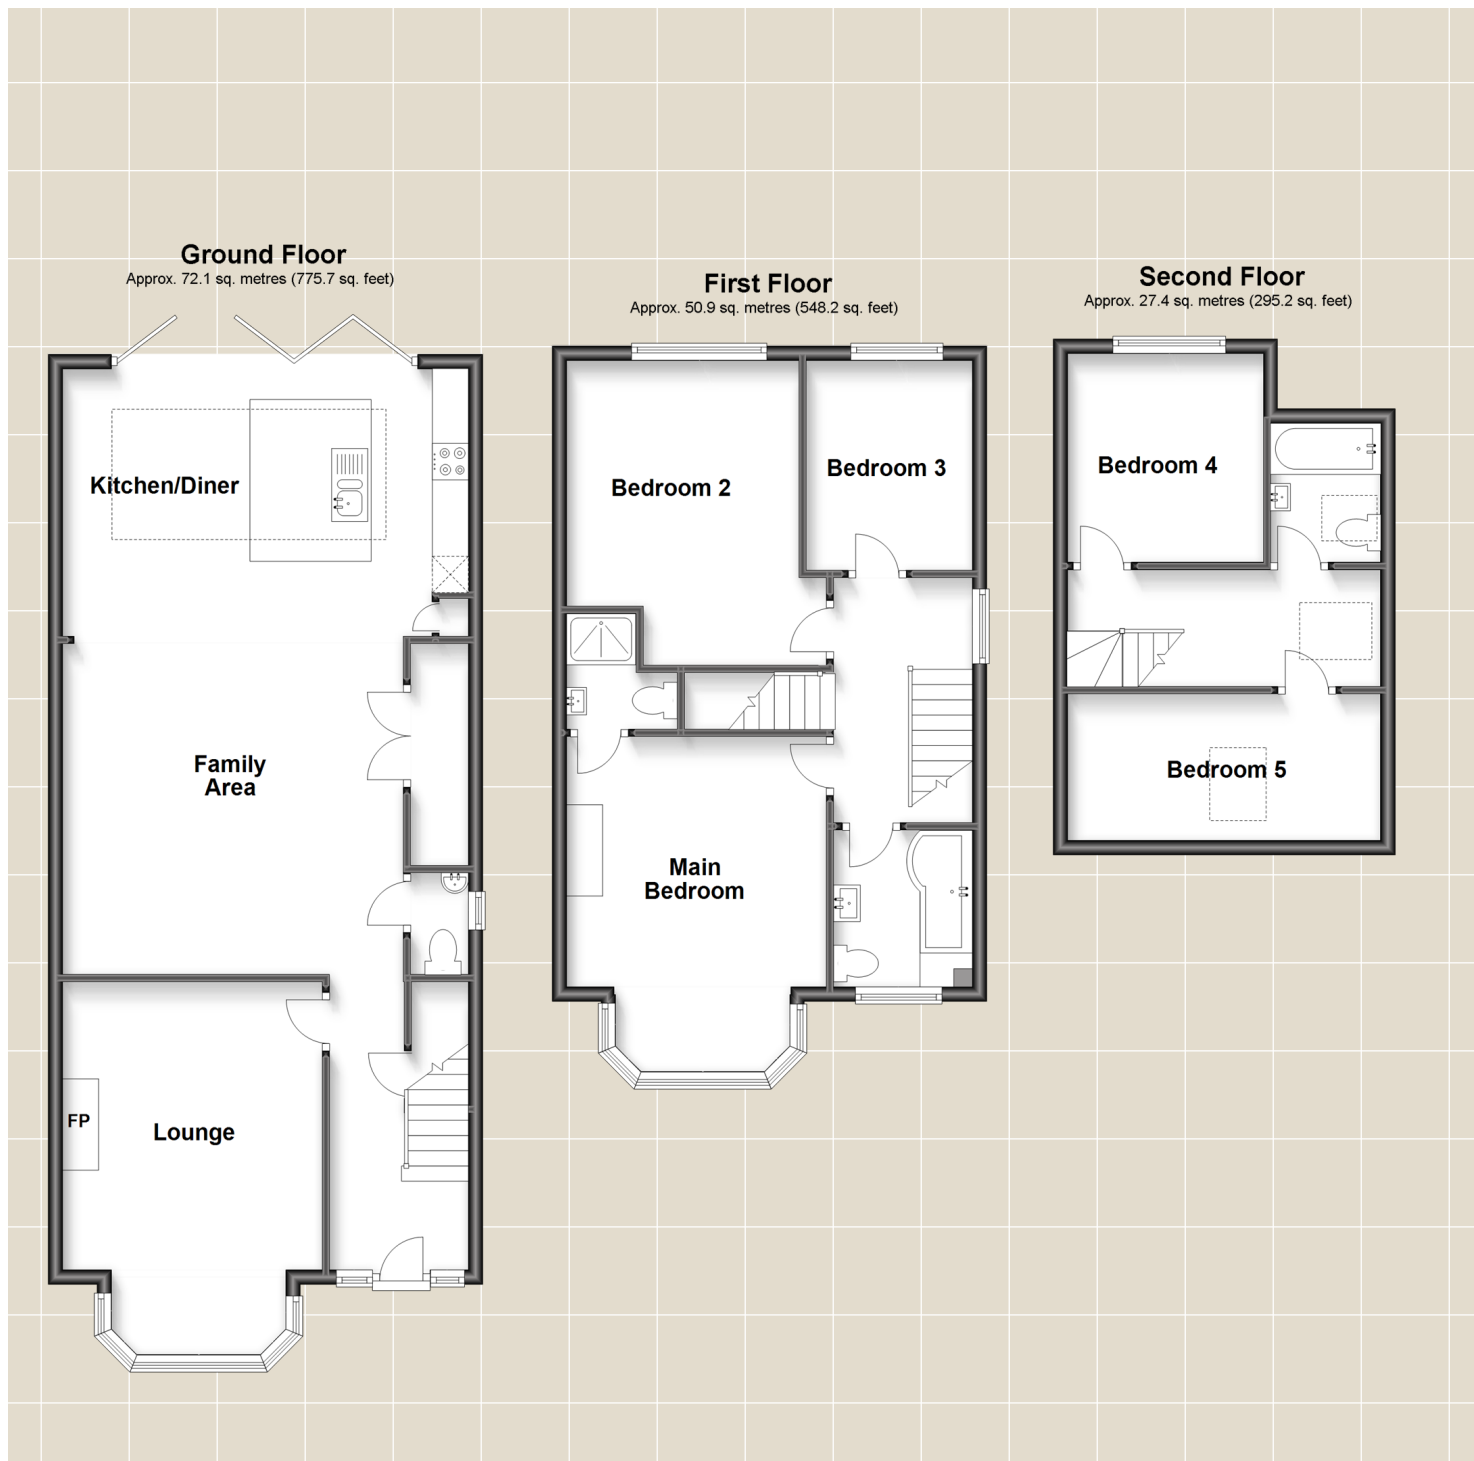 Ground Floor
Approx. 72.1 sq. metres (775.7 sq. feet)
Kitchen/Diner
Family
Area
FP
Lounge
First Floor
Approx. 50.9 sq. metres (548.2 sq. feet)
Bedroom 2
Bedroom 3
Main
Bedroom
Second Floor
Approx. 27.4 sq. metres (295.2 sq. feet)
Bedroom 4
Bedroom 5